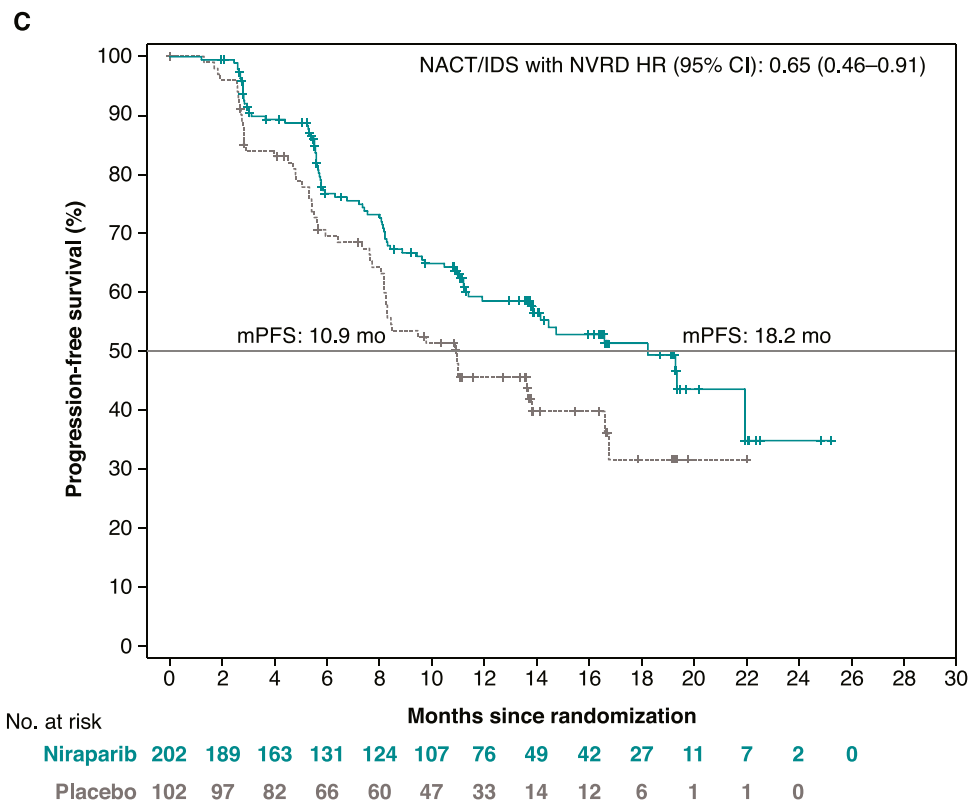 C
NACT/IDS with NVRD HR (95% CI): 0.65 (0.46–0.91)
100
90
80
70
60
50
40
30
20
10
0
Progression-free survival (%)
mPFS: 10.9 mo
mPFS: 18.2 mo
0 2 4 6 8 10 12 14 16 18 20 22 24 26 28 30
Months since randomization
No. at risk
Niraparib 202 189 163 131 124 107 76 49 42 27 11 7 2 0
Placebo 102 97 82 66 60 47 33 14 12 6 1 1 0